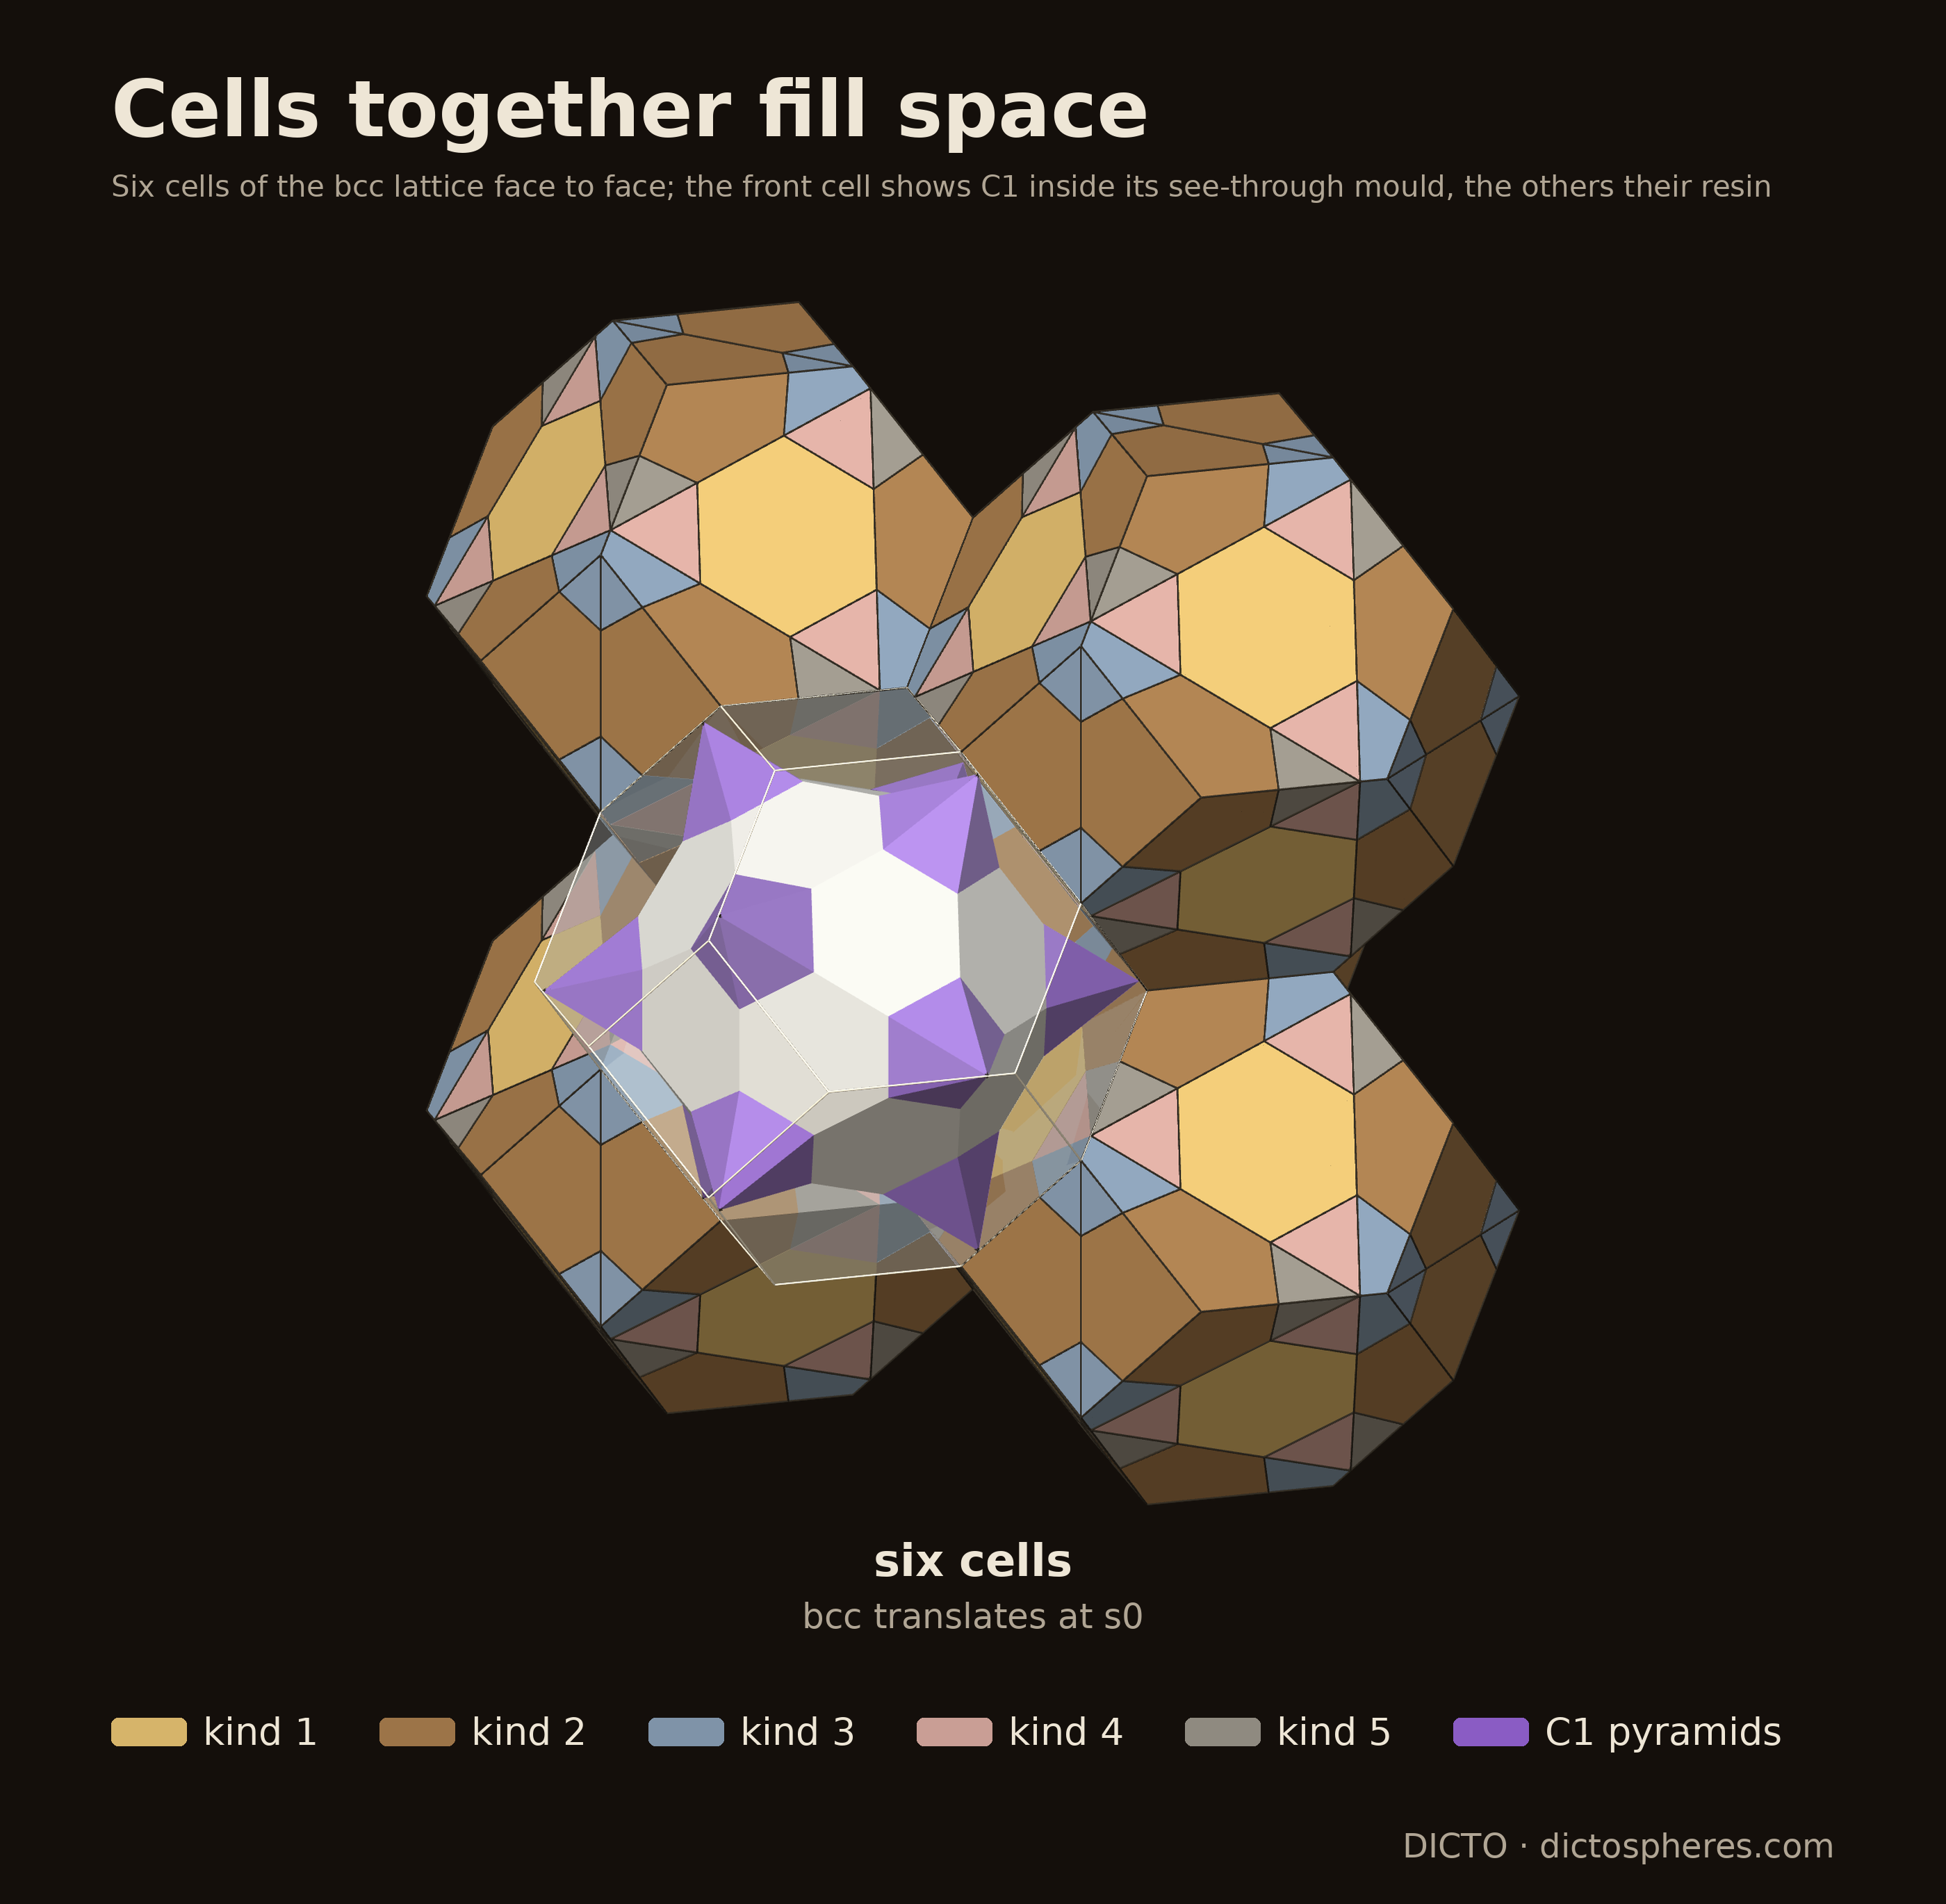 Cells together fill space
Six cells of the bcc lattice face to face; the front cell shows C1 inside its see-through mould, the others their resin
six cells
bcc translates at s0
kind 1 kind 2 kind 3 kind 4 kind 5 C1 pyramids
DICTO · dictospheres.com